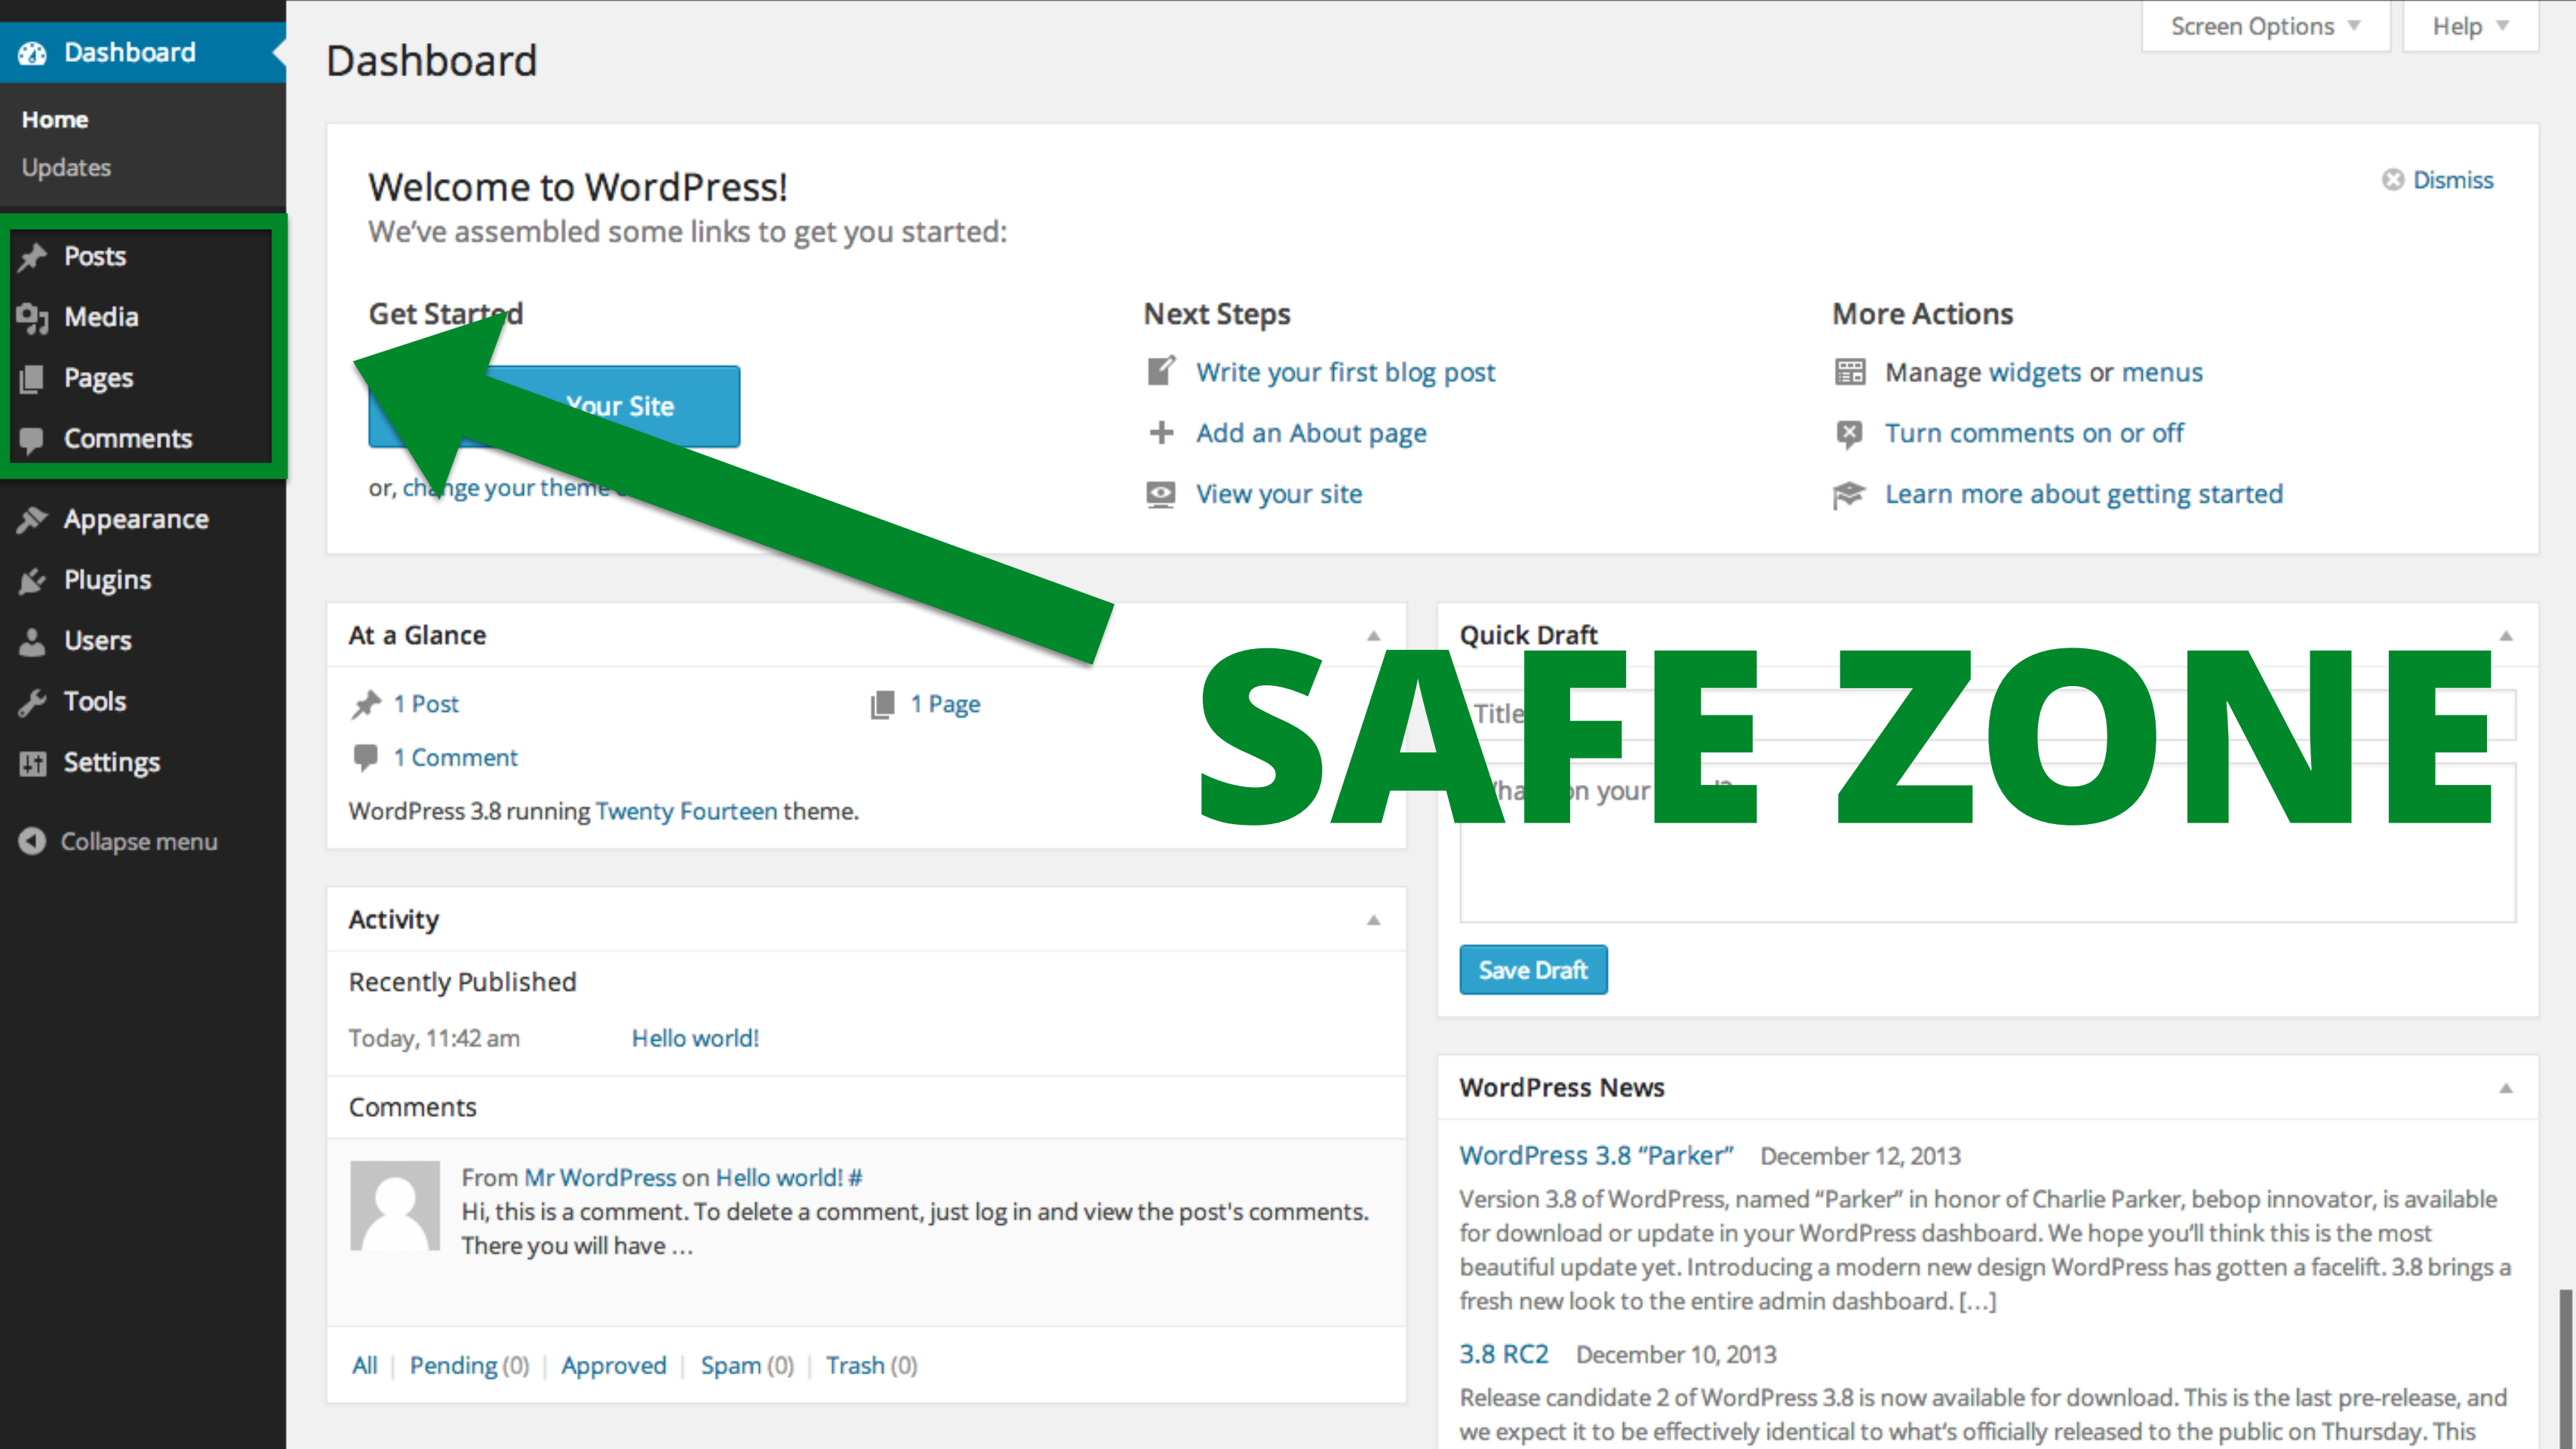 Dashboard
Home
Updates
Posts
Media
Pages
Comments
Appearance
Plugins
Users
Tools
Settings
Collapse menu
Screen Options
Help
Dashboard
Welcome to WordPress!
We've assembled some links to get you started:
Dismiss
Get Started
Your Site
or, change your theme
Next Steps
Write your first blog post
Add an About page
View your site
More Actions
Manage widgets or menus
Turn comments on or off
Learn more about getting started
At a Glance
1 Post
1 Page
1 Comment
WordPress 3.8 running Twenty Fourteen theme.
SAFE ZONE
Activity
Recently Published
Today, 11:42 am Hello world!
Comments
From Mr WordPress on Hello world! #
Hi, this is a comment. To delete a comment, just log in and view the post's comments.
There you will have …
All | Pending (0) | Approved | Spam (0) | Trash (0)
Quick Draft
Title
on your
Save Draft
WordPress News
WordPress 3.8 “Parker” December 12, 2013
Version 3.8 of WordPress, named “Parker” in honor of Charlie Parker, bebop innovator, is available
for download or update in your WordPress dashboard. We hope you'll think this is the most
beautiful update yet. Introducing a modern new design WordPress has gotten a facelift. 3.8 brings a
fresh new look to the entire admin dashboard. […]
3.8 RC2 December 10, 2013
Release candidate 2 of WordPress 3.8 is now available for download. This is the last pre-release, and
we expect it to be effectively identical to what's officially released to the public on Thursday. This